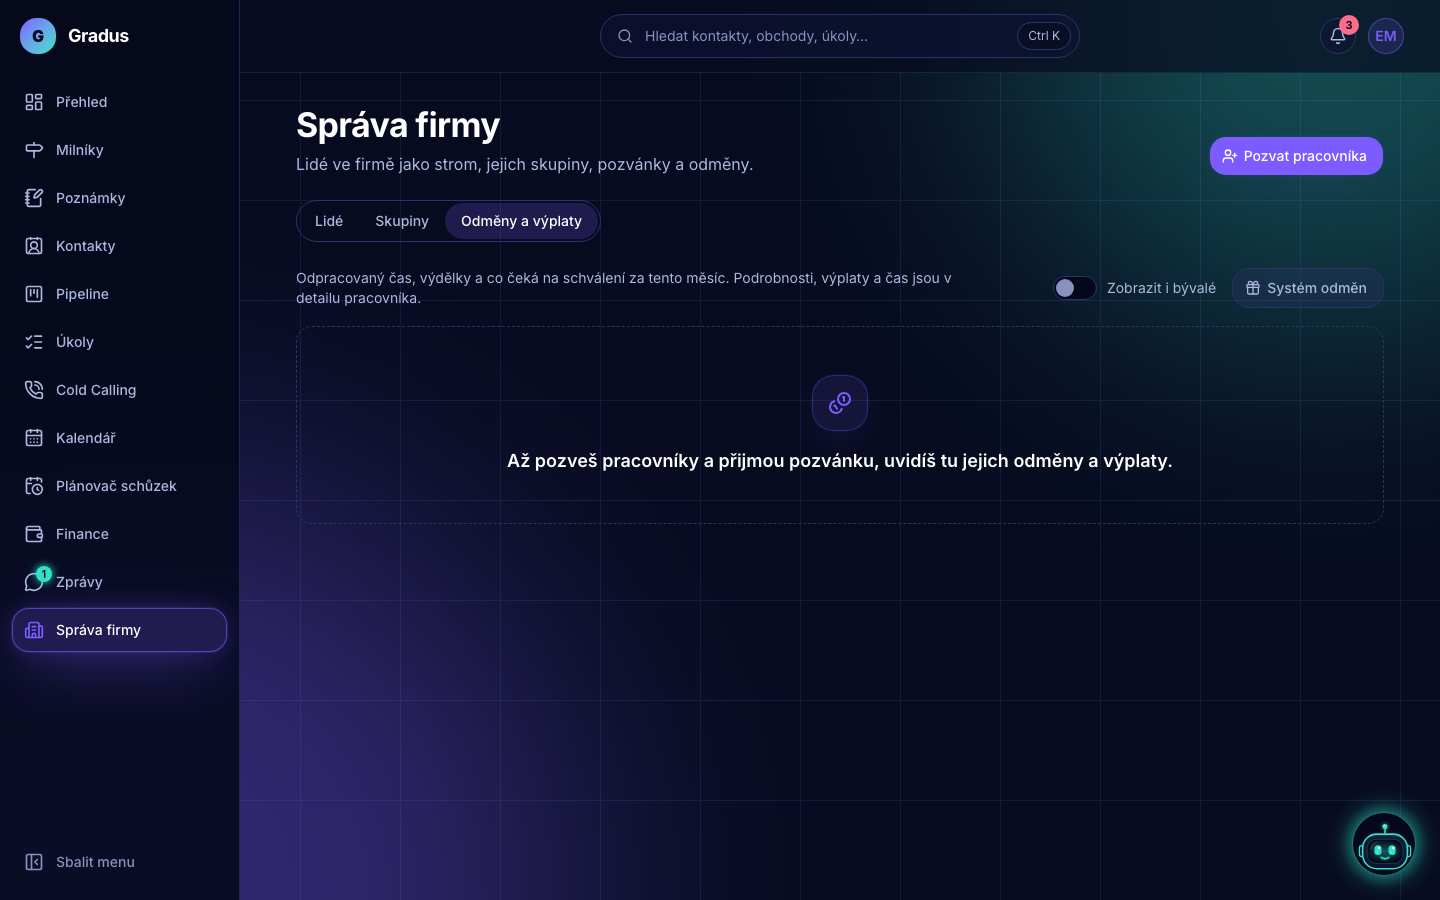 G Gradus
Hledat kontakty, obchody, úkoly...
Ctrl K
3
EM
Přehled
Milníky
Poznámky
Kontakty
Pipeline
Úkoly
Cold Calling
Kalendář
Plánovač schůzek
Finance
1
Zprávy
Správa firmy
Sbalit menu
Správa firmy
Lidé ve firmě jako strom, jejich skupiny, pozvánky a odměny.
Pozvat pracovníka
Lidé Skupiny Odměny a výplaty
Odpracovaný čas, výdělky a co čeká na schválení za tento měsíc. Podrobnosti, výplaty a čas jsou v
detailu pracovníka.
Zobrazit i bývalé
Systém odměn
Až pozveš pracovníky a přijmou pozvánku, uvidíš tu jejich odměny a výplaty.